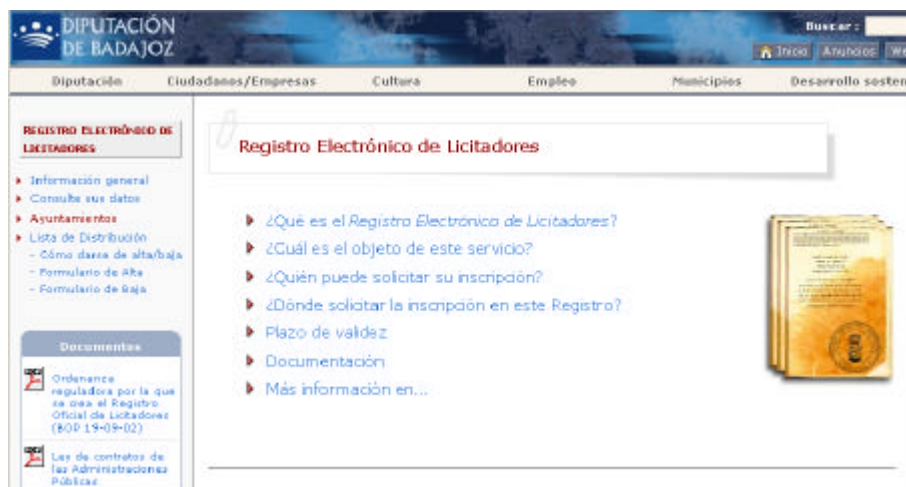 DIPUTACIÓN
DE BADAJOZ
Buscar:
Inicio Anuncios We
Diputación Ciudadanos/Empresas Cultura Empleo Municipios Desarrollo sosten
REGISTRO ELECTRÓNICO DE
LICITADORES
Información general
Consulte sus datos
Ayuntamientos
Lista de Distribución
- Cómo darse de alta/baja
- Formulario de Alta
- Formulario de Baja
Documentos
Ordenanza
reguladora por la que
se crea el Registro
Oficial de Licitadores
(BOP 19-09-02)
Ley de contratos de
las Administraciones
Públicas
Registro Electrónico de Licitadores
¿Qué es el Registro Electrónico de Licitadores?
¿Cuál es el objeto de este servicio?
¿Quién puede solicitar su inscripción?
¿Dónde solicitar la inscripción en este Registro?
Plazo de validez
Documentación
Más información en...